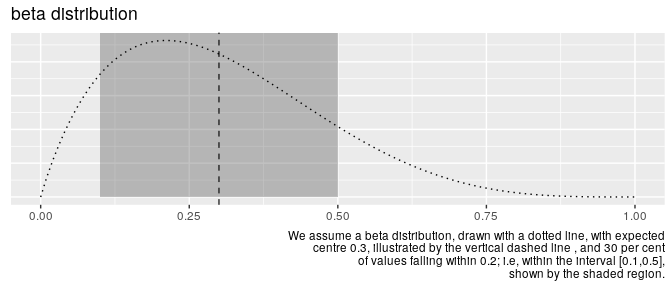 beta distribution
0.00 0.25 0.50 0.75 1.00
We assume a beta distribution, drawn with a dotted line, with expected
centre 0.3, illustrated by the vertical dashed line , and 30 per cent
of values falling within 0.2; i.e, within the interval [0.1,0.5],
shown by the shaded region.